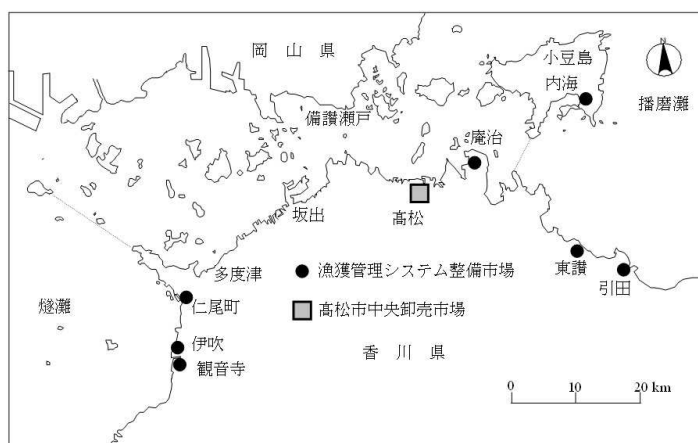 岡山県
小豆島
内海
N
播磨灘
備讃瀬戸
庵治
坂出
高松
多度津
漁獲管理システム整備市場
東讃
引田
燧灘
仁尾町
高松市中央卸売市場
伊吹
観音寺
香川県
0 10 20 km